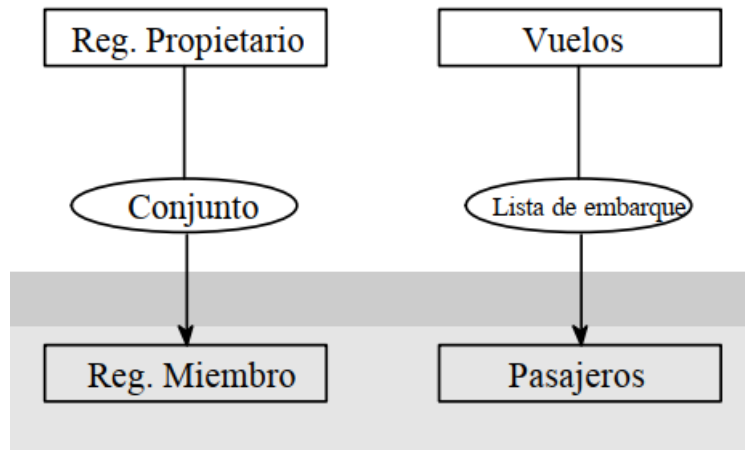 Reg. Propietario
Vuelos
Conjunto
Lista de embarque
Reg. Miembro
Pasajeros